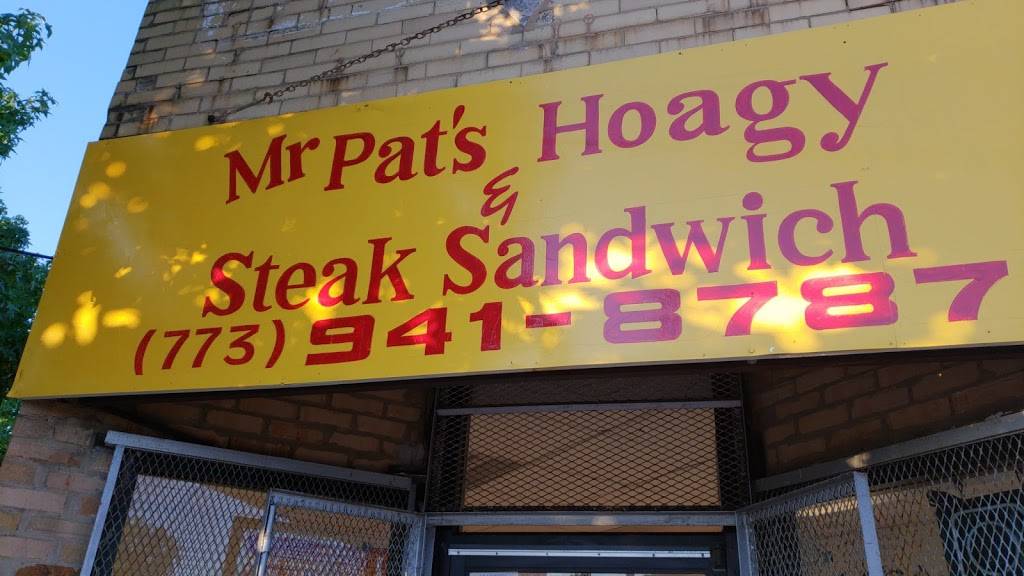 Mr Pat's Hoagy
&
Steak Sandwich
(773) 941-8787